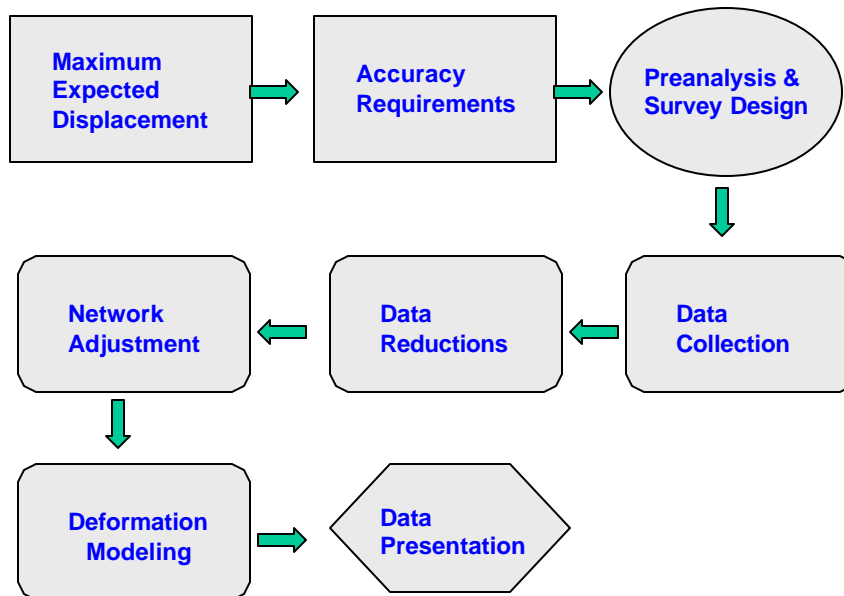 Maximum
Expected
Displacement
Accuracy
Requirements
Preanalysis &
Survey Design
Data
Collection
Data
Reductions
Network
Adjustment
Deformation
Modeling
Data
Presentation